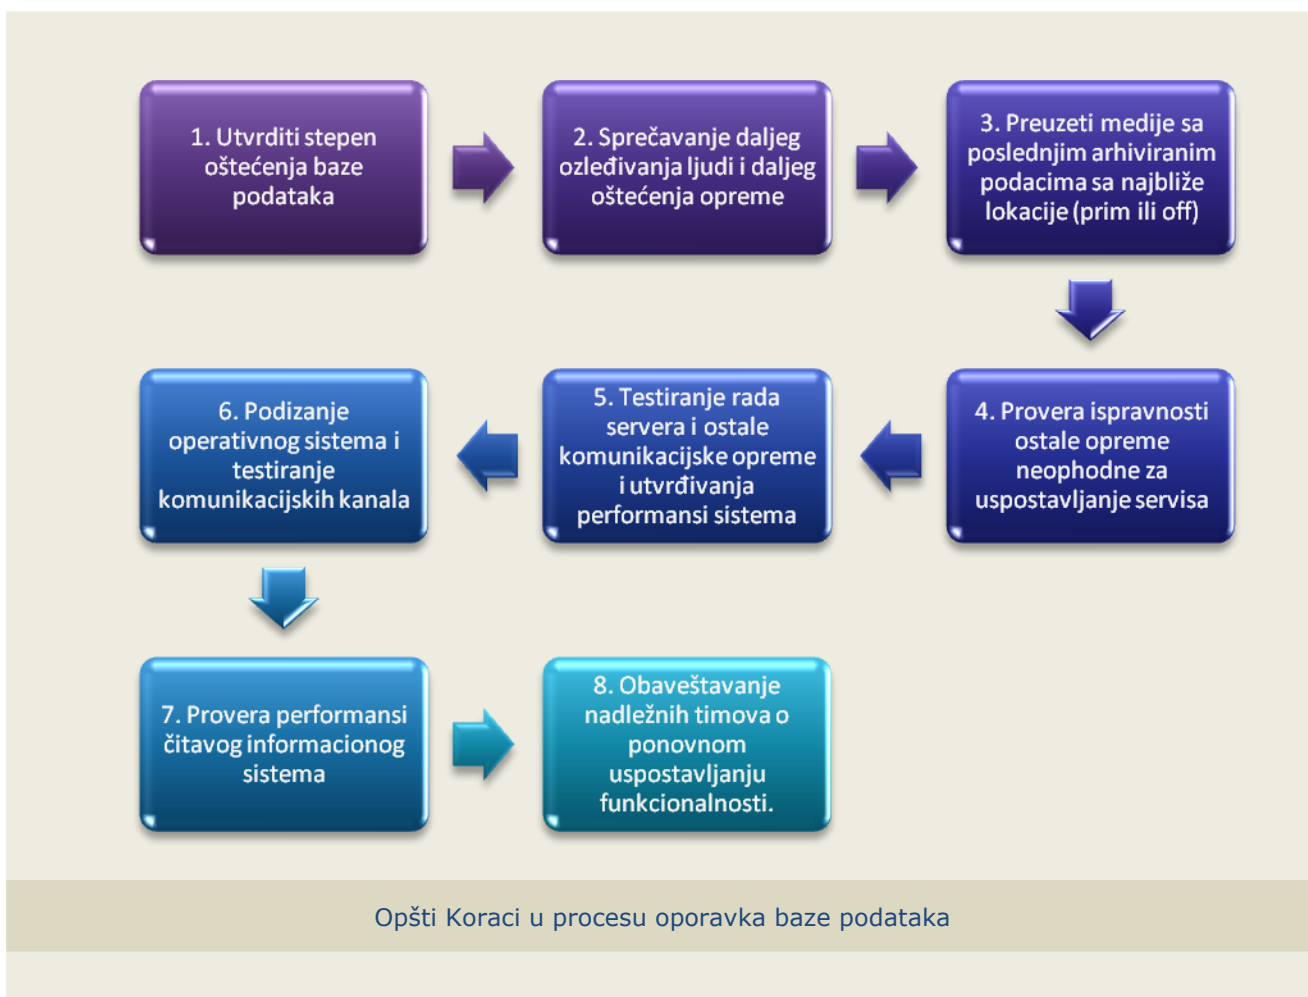 1. Utvrditi stepen
oštećenja baze
podataka
2. Sprečavanje daljeg
ozleđivanja ljudi i daljeg
oštećenja opreme
3. Preuzeti medije sa
poslednjim arhiviranim
podacima sa najbliže
lokacije (prim ili off)
4. Provera ispravnosti
ostale opreme
neophodne za
uspostavljanje servisa
5. Testiranje rada
servera i ostale
komunikacijske opreme
i utvrđivanja
performansi sistema
6. Podizanje
operativnog sistema i
testiranje
komunikacijskih kanala
7. Provera performansi
čitavog informacionog
sistema
8. Obaveštavanje
nadležnih timova o
ponovnom
uspostavljanju
funkcionalnosti.
Opšti Koraci u procesu oporavka baze podataka